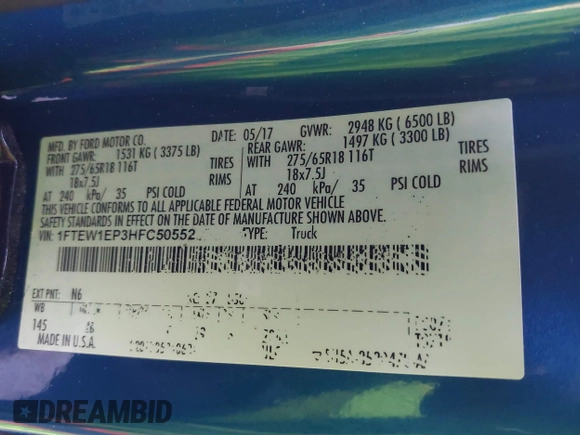 MFD. BY FORD MOTOR CO.
DATE: 05/17 GVWR: 2948 KG ( 6500 LB)
FRONT GAWR: 1531 KG ( 3375 LB)
REAR GAWR: 1497 KG ( 3300 LB)
WITH 275/65R18 116T TIRES
WITH 275/65R18 116T TIRES
18x7.5J RIMS
18x7.5J RIMS
AT 240 kPa/ 35 PSI COLD
AT 240 kPa/ 35 PSI COLD
THIS VEHICLE CONFORMS TO ALL APPLICABLE FEDERAL MOTOR VEHICLE
SAFETY STANDARDS IN EFFECT ON THE DATE OF MANUFACTURE SHOWN ABOVE.
VIN: 1FTEW1EP3HFC50552 TYPE: Truck
EXT PNT: N6
WB
145
MADE IN U.S.A.
DREAMBID